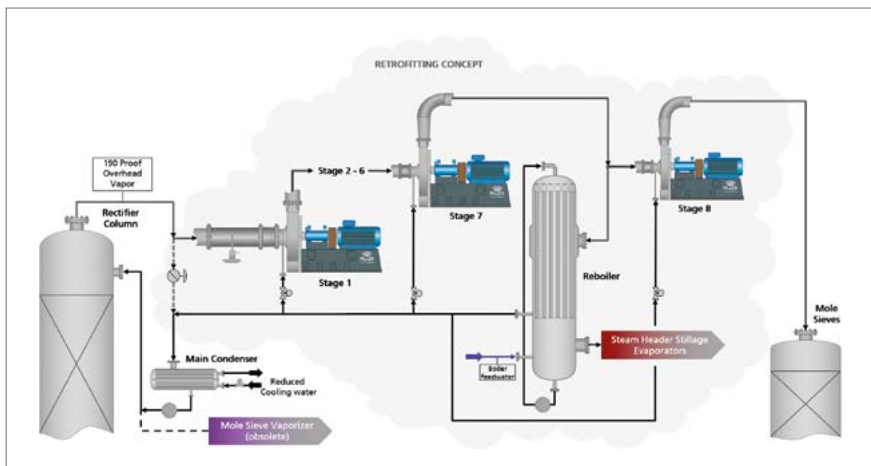 RETROFITTING CONCEPT
190 Proof
Overhead
Vapor
Rectifier
Column
Stage 2 - 6
Stage 7
Stage 8
Stage 1
Reboiler
Mole
Sieves
Main Condenser
Reduced
Cooling water
Boiler
feedwater
Steam Header Stillage
Evaporators
Mole Sieve Vaporizer
(obsolete)